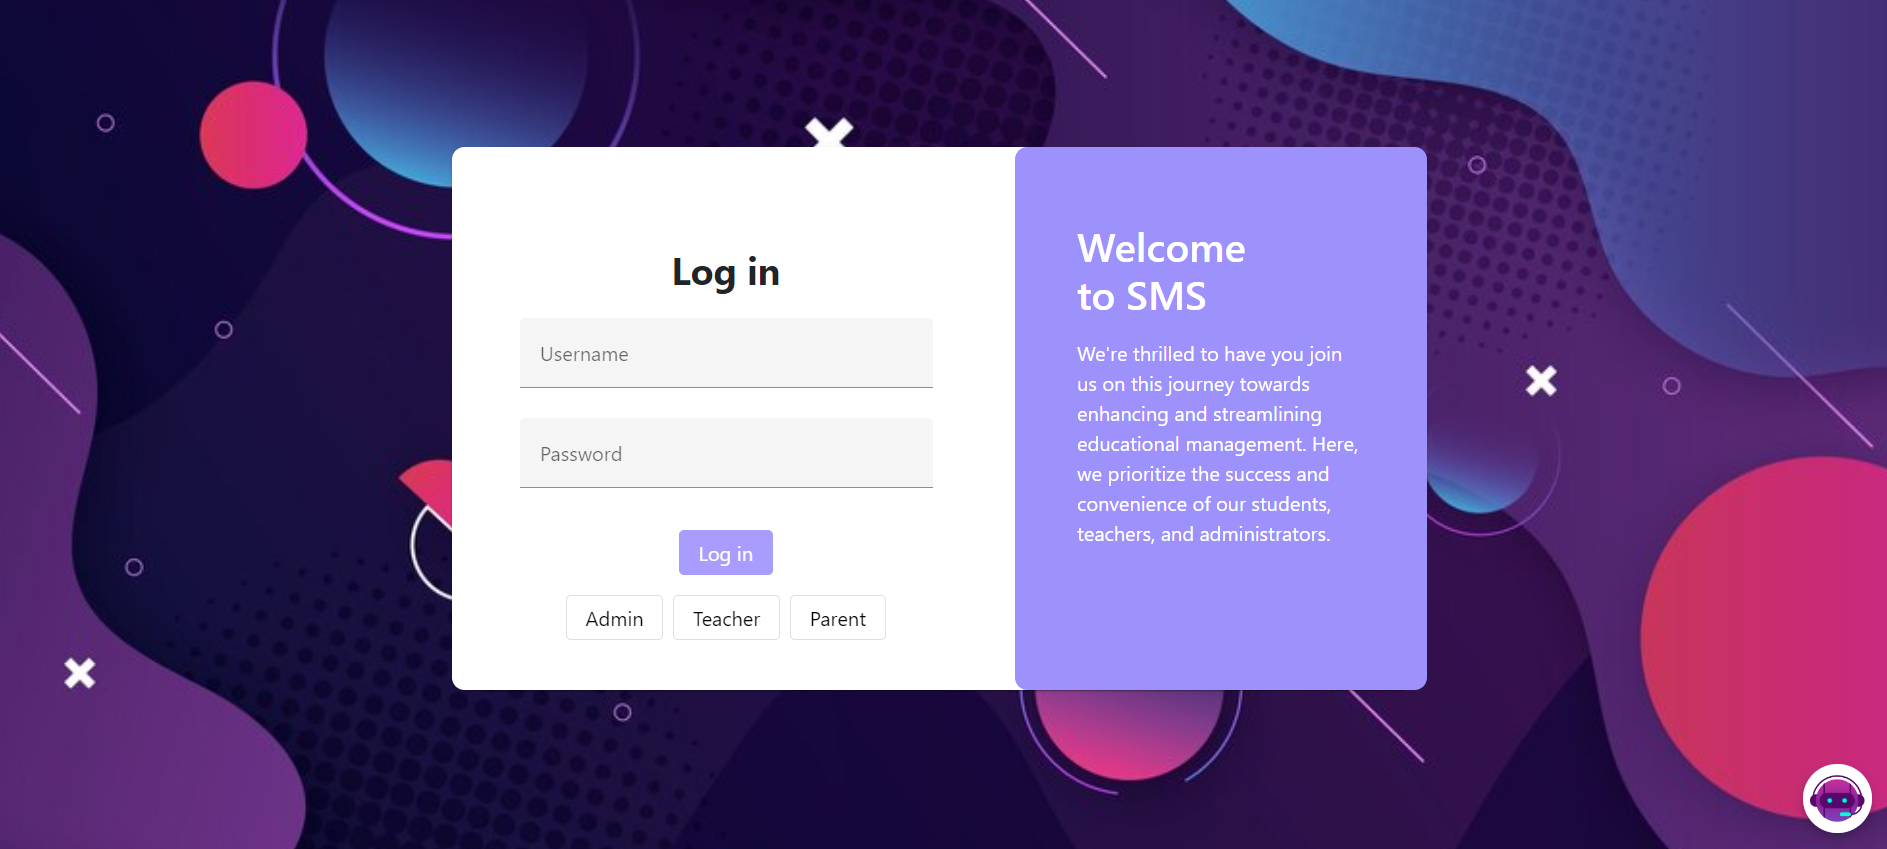 Log in
Username
Password
Log in
Admin
Teacher
Parent
Welcome
to SMS
We're thrilled to have you join
us on this journey towards
enhancing and streamlining
educational management. Here,
we prioritize the success and
convenience of our students,
teachers, and administrators.